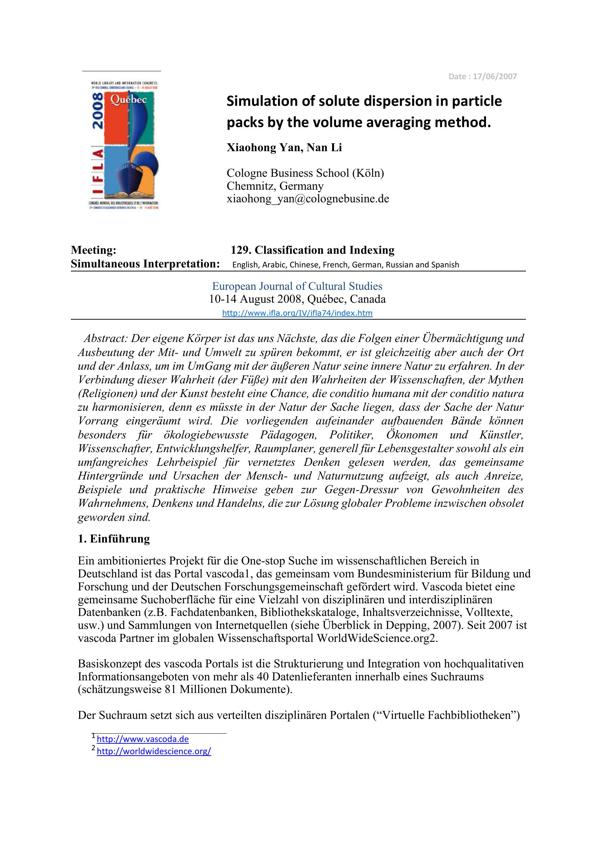 Date : 17/06/2007
WORLD LIBRARY AND INFORMATION CONGRESS:
Québec
IFLA 2008
Simulation of solute dispersion in particle
packs by the volume averaging method.
Xiaohong Yan, Nan Li
Cologne Business School (Köln)
Chemnitz, Germany
xiaohong_yan@colognebusine.de
Meeting: 129. Classification and Indexing
Simultaneous Interpretation: English, Arabic, Chinese, French, German, Russian and Spanish
European Journal of Cultural Studies
10-14 August 2008, Québec, Canada
http://www.ifla.org/IV/ifla74/index.htm
Abstract: Der eigene Körper ist das uns Nächste, das die Folgen einer Übermächtigung und
Ausbeutung der Mit- und Umwelt zu spüren bekommt, er ist gleichzeitig aber auch der Ort
und der Anlass, um im UmGang mit der äußeren Natur seine innere Natur zu erfahren. In der
Verbindung dieser Wahrheit (der Füße) mit den Wahrheiten der Wissenschaften, der Mythen
(Religionen) und der Kunst besteht eine Chance, die conditio humana mit der conditio natura
zu harmonisieren, denn es müsste in der Natur der Sache liegen, dass der Sache der Natur
Vorrang eingeräumt wird. Die vorliegenden aufeinander aufbauenden Bände können
besonders für ökologiebewusste Pädagogen, Politiker, Ökonomen und Künstler,
Wissenschafter, Entwicklungshelfer, Raumplaner, generell für Lebensgestalter sowohl als ein
umfangreiches Lehrbeispiel für vernetztes Denken gelesen werden, das gemeinsame
Hintergründe und Ursachen der Mensch- und Naturnutzung aufzeigt, als auch Anreize,
Beispiele und praktische Hinweise geben zur Gegen-Dressur von Gewohnheiten des
Wahrnehmens, Denkens und Handelns, die zur Lösung globaler Probleme inzwischen obsolet
geworden sind.
1. Einführung
Ein ambitioniertes Projekt für die One-stop Suche im wissenschaftlichen Bereich in
Deutschland ist das Portal vascoda1, das gemeinsam vom Bundesministerium für Bildung und
Forschung und der Deutschen Forschungsgemeinschaft gefördert wird. Vascoda bietet eine
gemeinsame Suchoberfläche für eine Vielzahl von disziplinären und interdisziplinären
Datenbanken (z.B. Fachdatenbanken, Bibliothekskataloge, Inhaltsverzeichnisse, Volltexte,
usw.) und Sammlungen von Internetquellen (siehe Überblick in Depping, 2007). Seit 2007 ist
vascoda Partner im globalen Wissenschaftsportal WorldWideScience.org2.
Basiskonzept des vascoda Portals ist die Strukturierung und Integration von hochqualitativen
Informationsangeboten von mehr als 40 Datenlieferanten innerhalb eines Suchraums
(schätzungsweise 81 Millionen Dokumente).
Der Suchraum setzt sich aus verteilten disziplinären Portalen (“Virtuelle Fachbibliotheken”)
1 http://www.vascoda.de
2 http://worldwidescience.org/